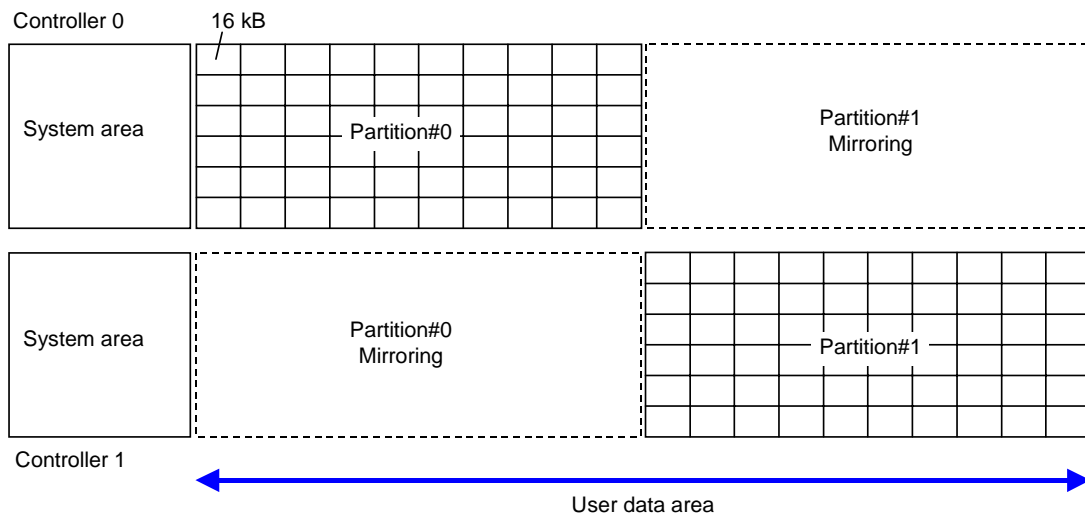 Controller 0
16 kB
System area
Partition#0
Partition#1
Mirroring
System area
Partition#0
Mirroring
Partition#1
Controller 1
User data area